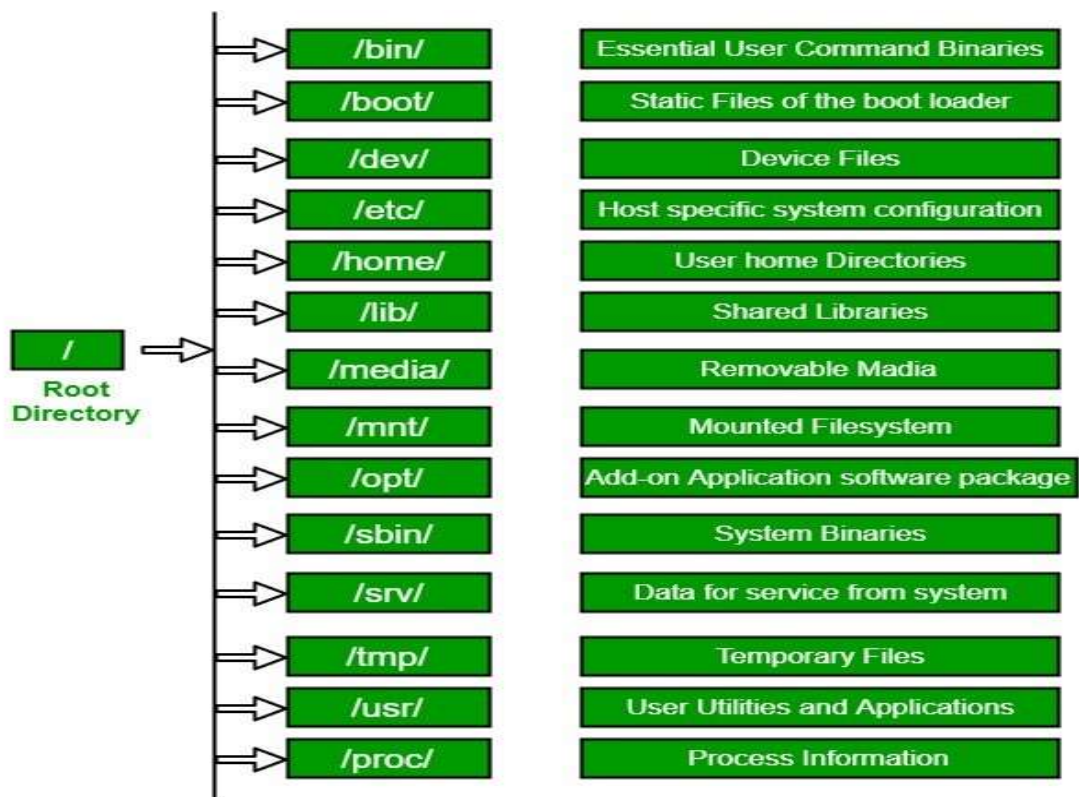 /bin/ Essential User Command Binaries
/boot/ Static Files of the boot loader
/dev/ Device Files
/etc/ Host specific system configuration
/home/ User home Directories
/lib/ Shared Libraries
/
Root
Directory
/media/ Removable Madia
/mnt/ Mounted Filesystem
/opt/ Add-on Application software package
/sbin/ System Binaries
/srv/ Data for service from system
/tmp/ Temporary Files
/usr/ User Utilities and Applications
/proc/ Process Information